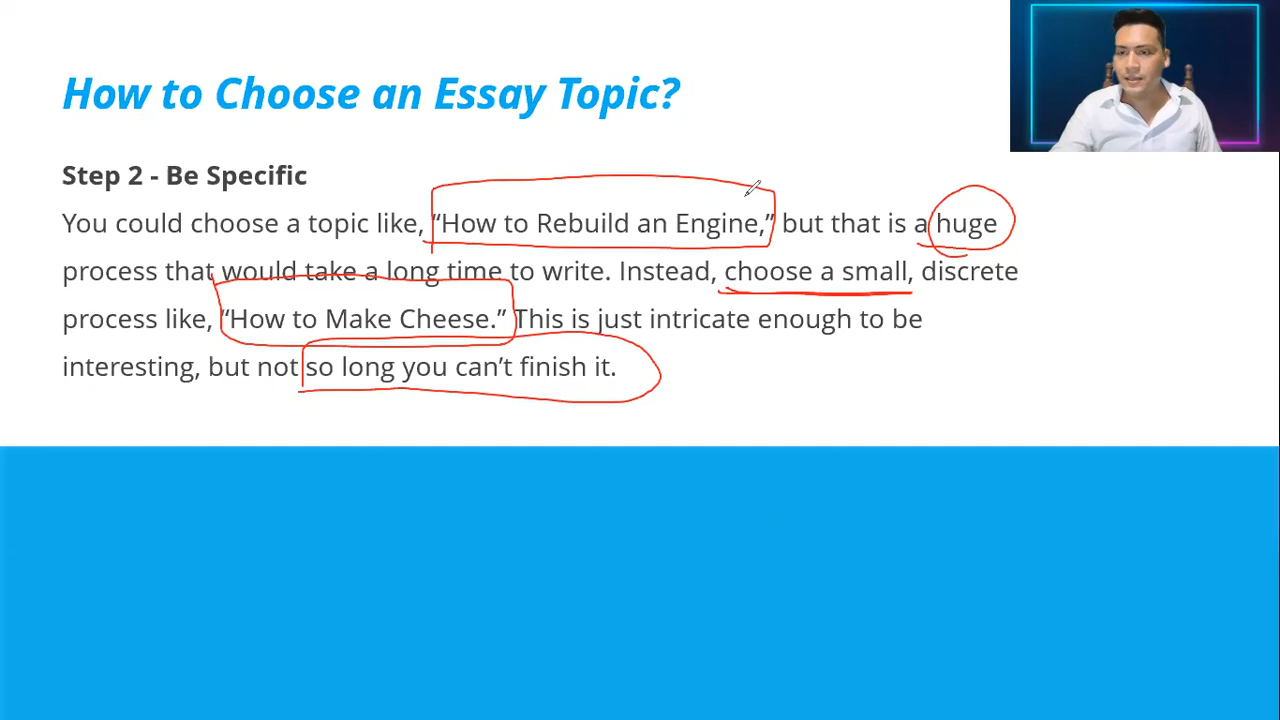 How to Choose an Essay Topic?
Step 2 - Be Specific
You could choose a topic like, “How to Rebuild an Engine,” but that is a huge
process that would take a long time to write. Instead, choose a small, discrete
process like, “How to Make Cheese.” This is just intricate enough to be
interesting, but not so long you can’t finish it.